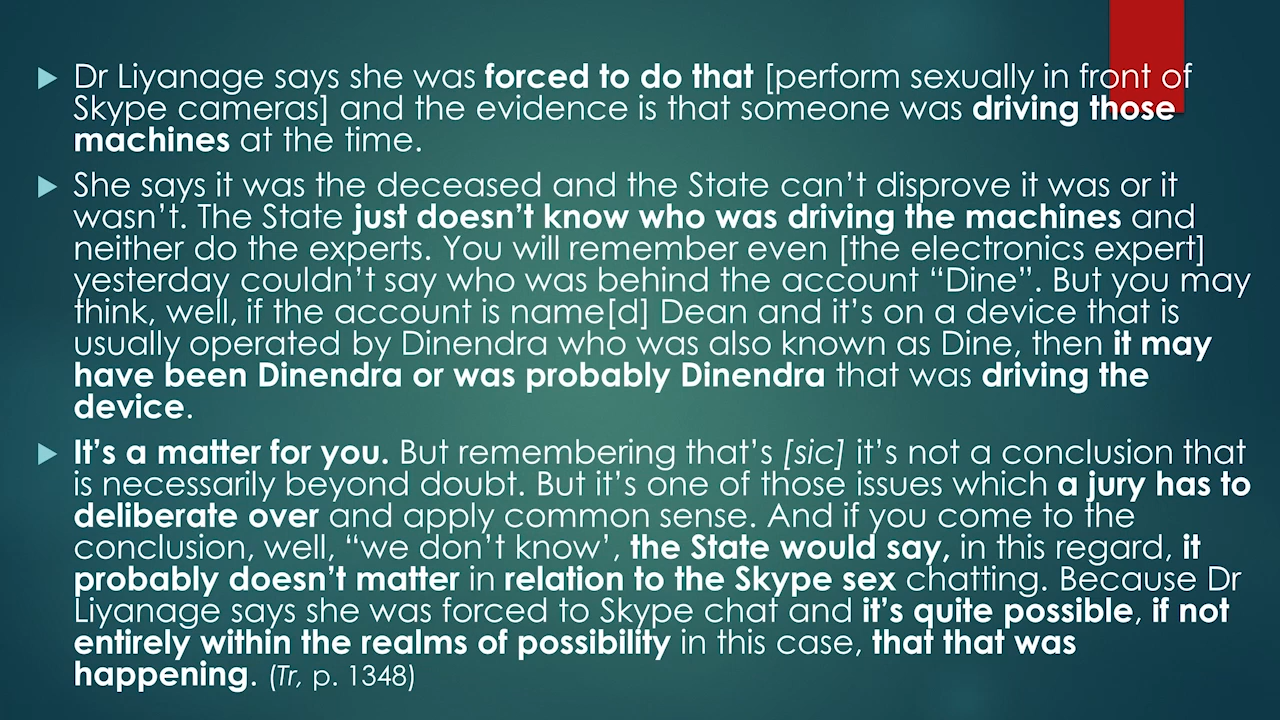 Dr Liyanage says she was forced to do that [perform sexually in front of
Skype cameras] and the evidence is that someone was driving those
machines at the time.
She says it was the deceased and the State can’t disprove it was or it
wasn’t. The State just doesn’t know who was driving the machines and
neither do the experts. You will remember even [the electronics expert]
yesterday couldn’t say who was behind the account “Dine”. But you may
think, well, if the account is name[d] Dean and it’s on a device that is
usually operated by Dinendra who was also known as Dine, then it may
have been Dinendra or was probably Dinendra that was driving the
device.
It’s a matter for you. But remembering that’s [sic] it’s not a conclusion that
is necessarily beyond doubt. But it’s one of those issues which a jury has to
deliberate over and apply common sense. And if you come to the
conclusion, well, “we don’t know’, the State would say, in this regard, it
probably doesn’t matter in relation to the Skype sex chatting. Because Dr
Liyanage says she was forced to Skype chat and it’s quite possible, if not
entirely within the realms of possibility in this case, that that was
happening. (Tr, p. 1348)